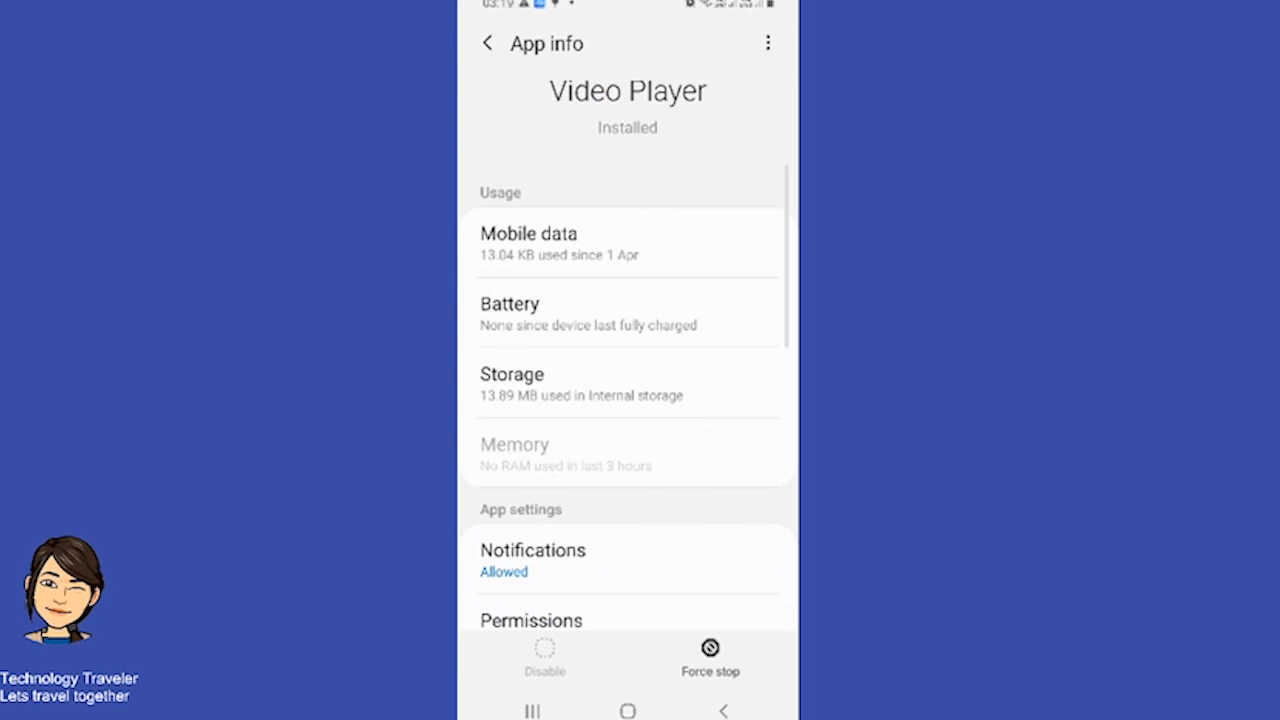 03:19
App info
Video Player
Installed
Usage
Mobile data
13.04 KB used since 1 Apr
Battery
None since device last fully charged
Storage
13.89 MB used in Internal storage
Memory
No RAM used in last 3 hours
App settings
Notifications
Allowed
Permissions
Disable
Force stop
Technology Traveler
Lets travel together